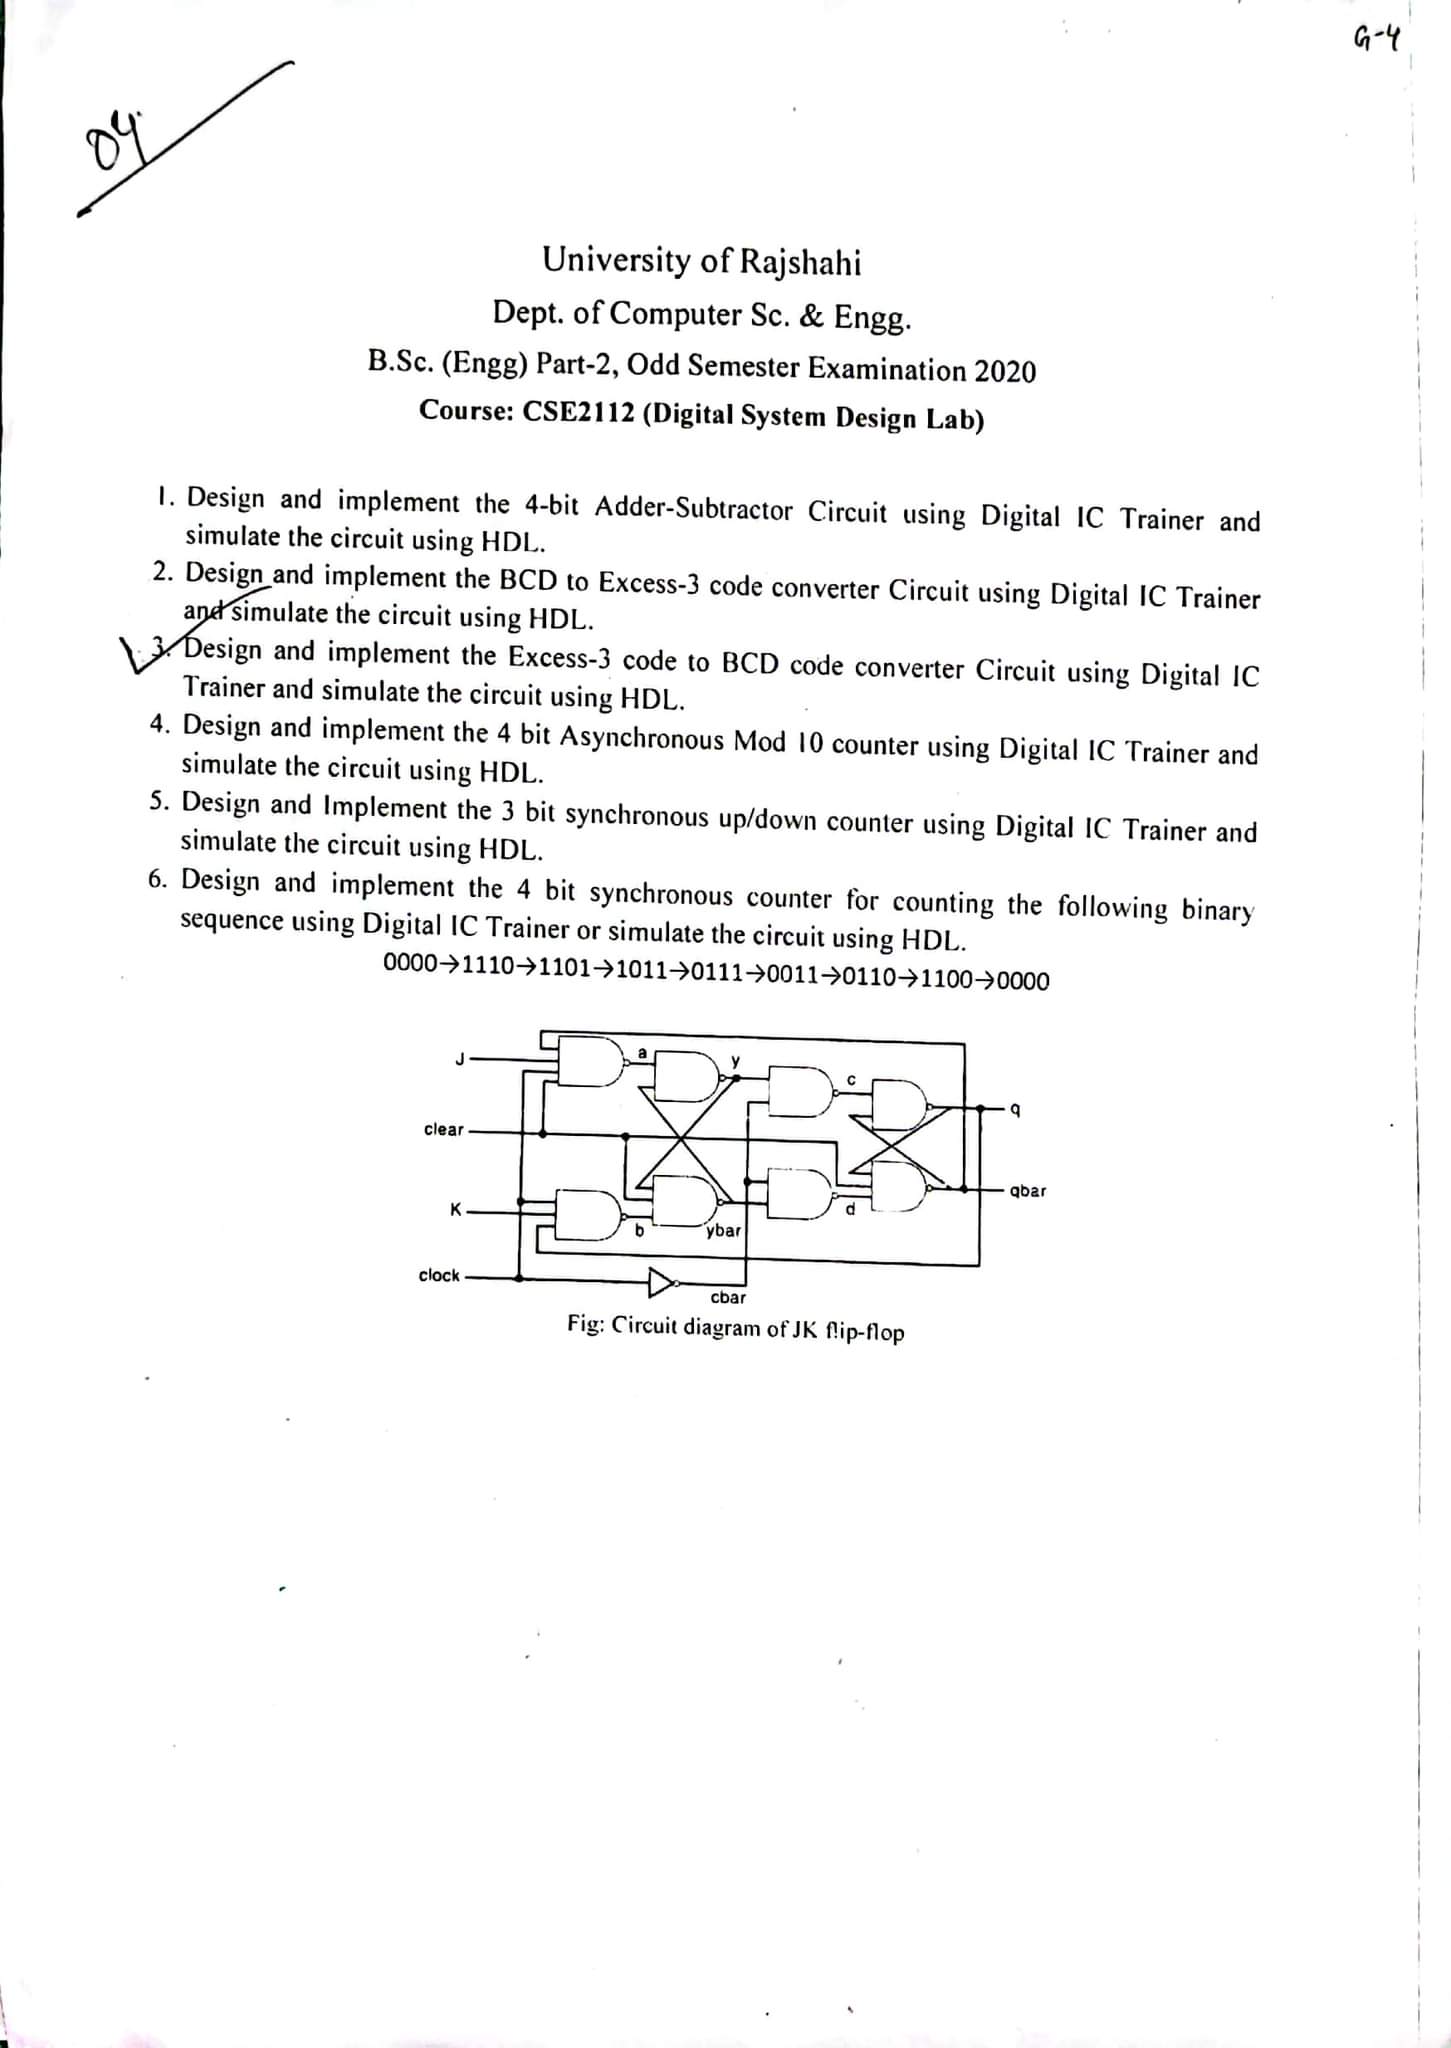 G-4
04
University of Rajshahi
Dept. of Computer Sc. & Engg.
B.Sc. (Engg) Part-2, Odd Semester Examination 2020
Course: CSE2112 (Digital System Design Lab)
1. Design and implement the 4-bit Adder-Subtractor Circuit using Digital IC Trainer and
simulate the circuit using HDL.
2. Design and implement the BCD to Excess-3 code converter Circuit using Digital IC Trainer
and simulate the circuit using HDL.
3. Design and implement the Excess-3 code to BCD code converter Circuit using Digital IC
Trainer and simulate the circuit using HDL.
4. Design and implement the 4 bit Asynchronous Mod 10 counter using Digital IC Trainer and
simulate the circuit using HDL.
5. Design and Implement the 3 bit synchronous up/down counter using Digital IC Trainer and
simulate the circuit using HDL.
6. Design and implement the 4 bit synchronous counter for counting the following binary
sequence using Digital IC Trainer or simulate the circuit using HDL.
0000→1110→1101→1011→0111→0011→0110→1100→0000
J a y c q
clear
K b ybar d qbar
clock cbar
Fig: Circuit diagram of JK flip-flop